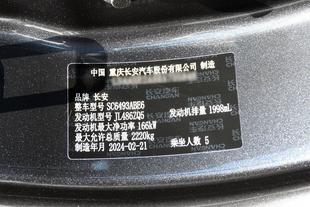 中国 重庆长安汽车股份有限公司 制造
品牌 长安
整车型号 SC6493ABE6
发动机型号 JL486ZQ5 发动机排量 1998mL
发动机最大净功率 166kW
最大允许总质量 2220kg
制造年月 2024-02-21 乘坐人数 5